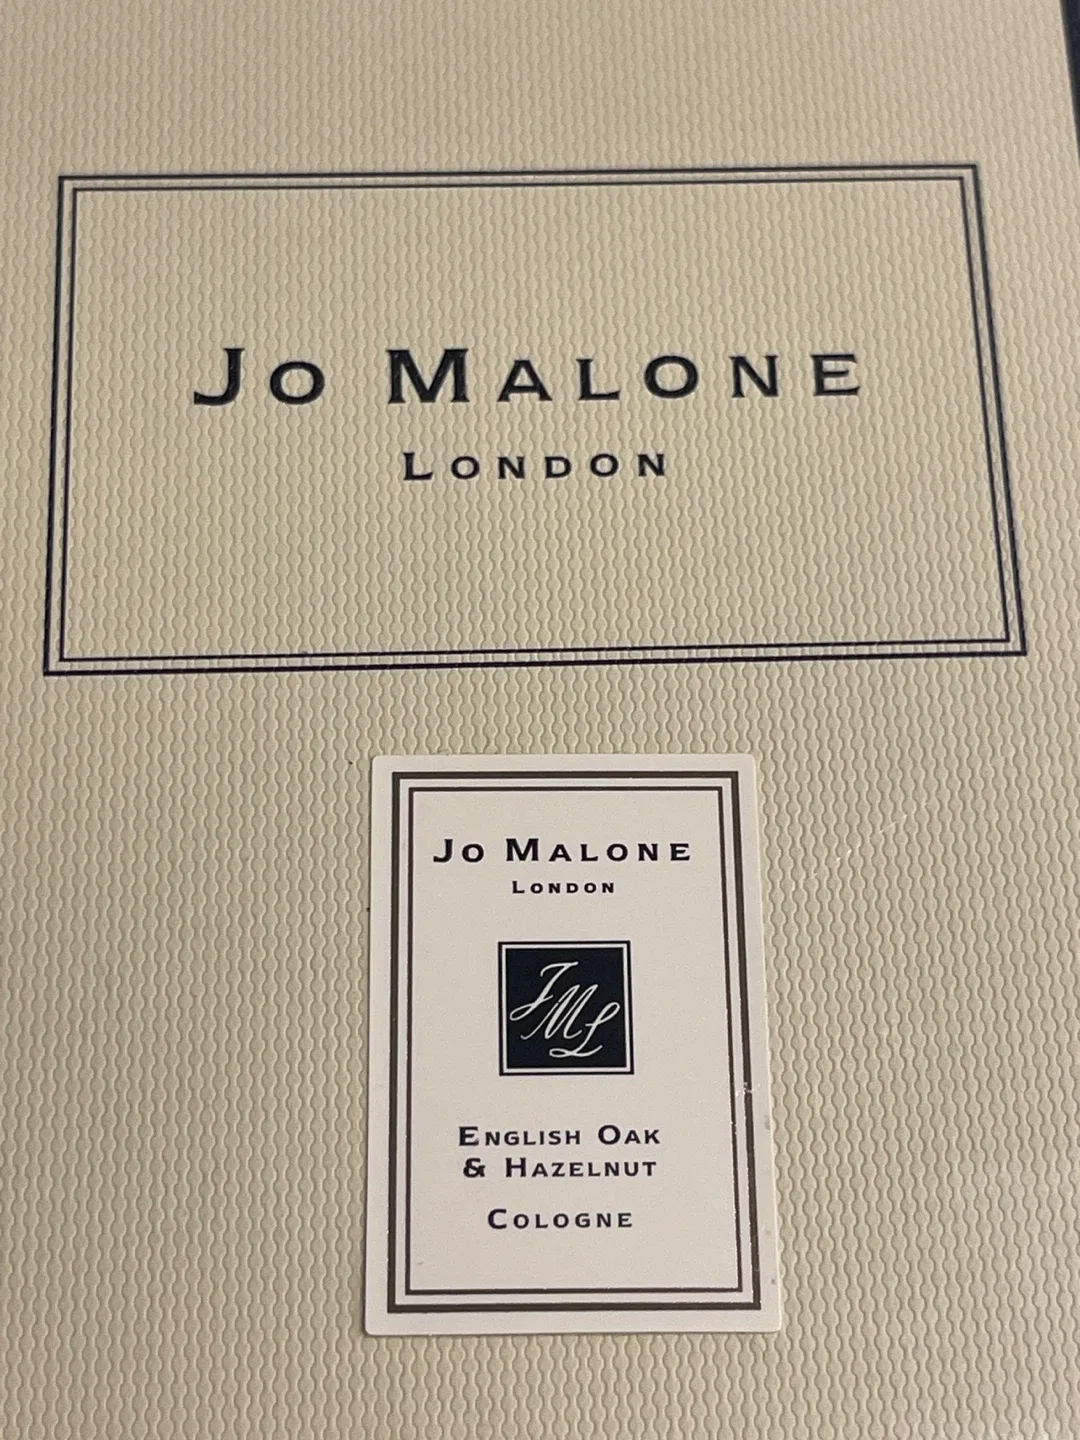 Jo Malone
London
Jo Malone
London
JML
English Oak
& Hazelnut
Cologne